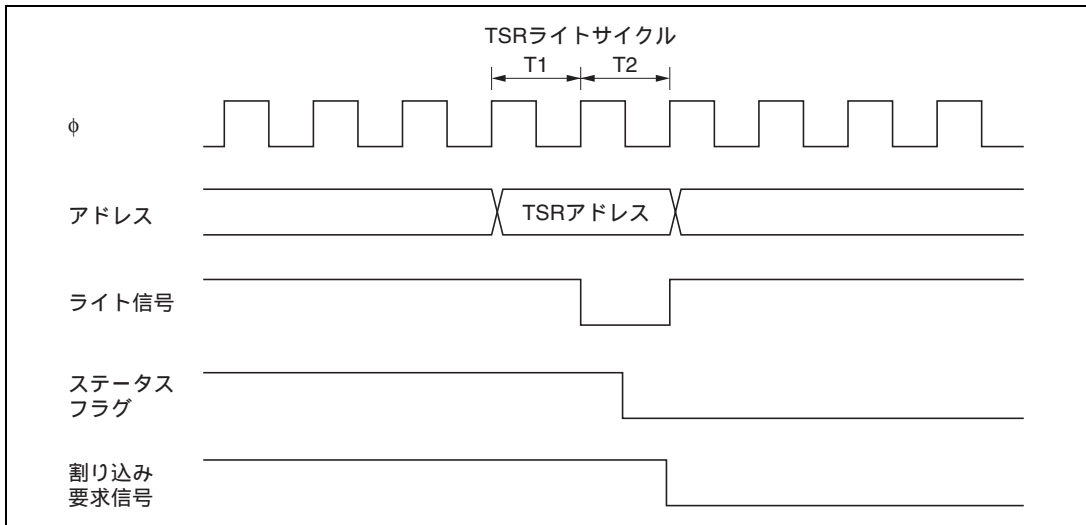 TSRライトサイクル
T1 T2
φ
アドレス
TSRアドレス
ライト信号
ステータス
フラグ
割り込み
要求信号